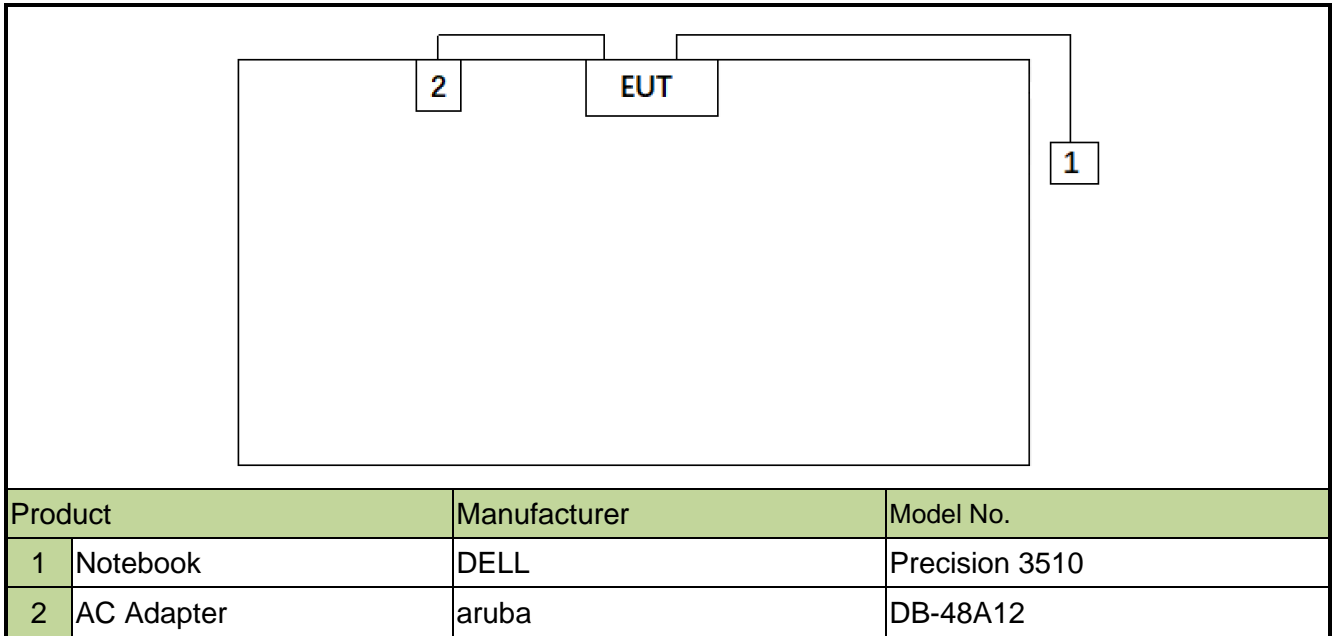 2 EUT
1
Product Manufacturer Model No.
1 Notebook DELL Precision 3510
2 AC Adapter aruba DB-48A12